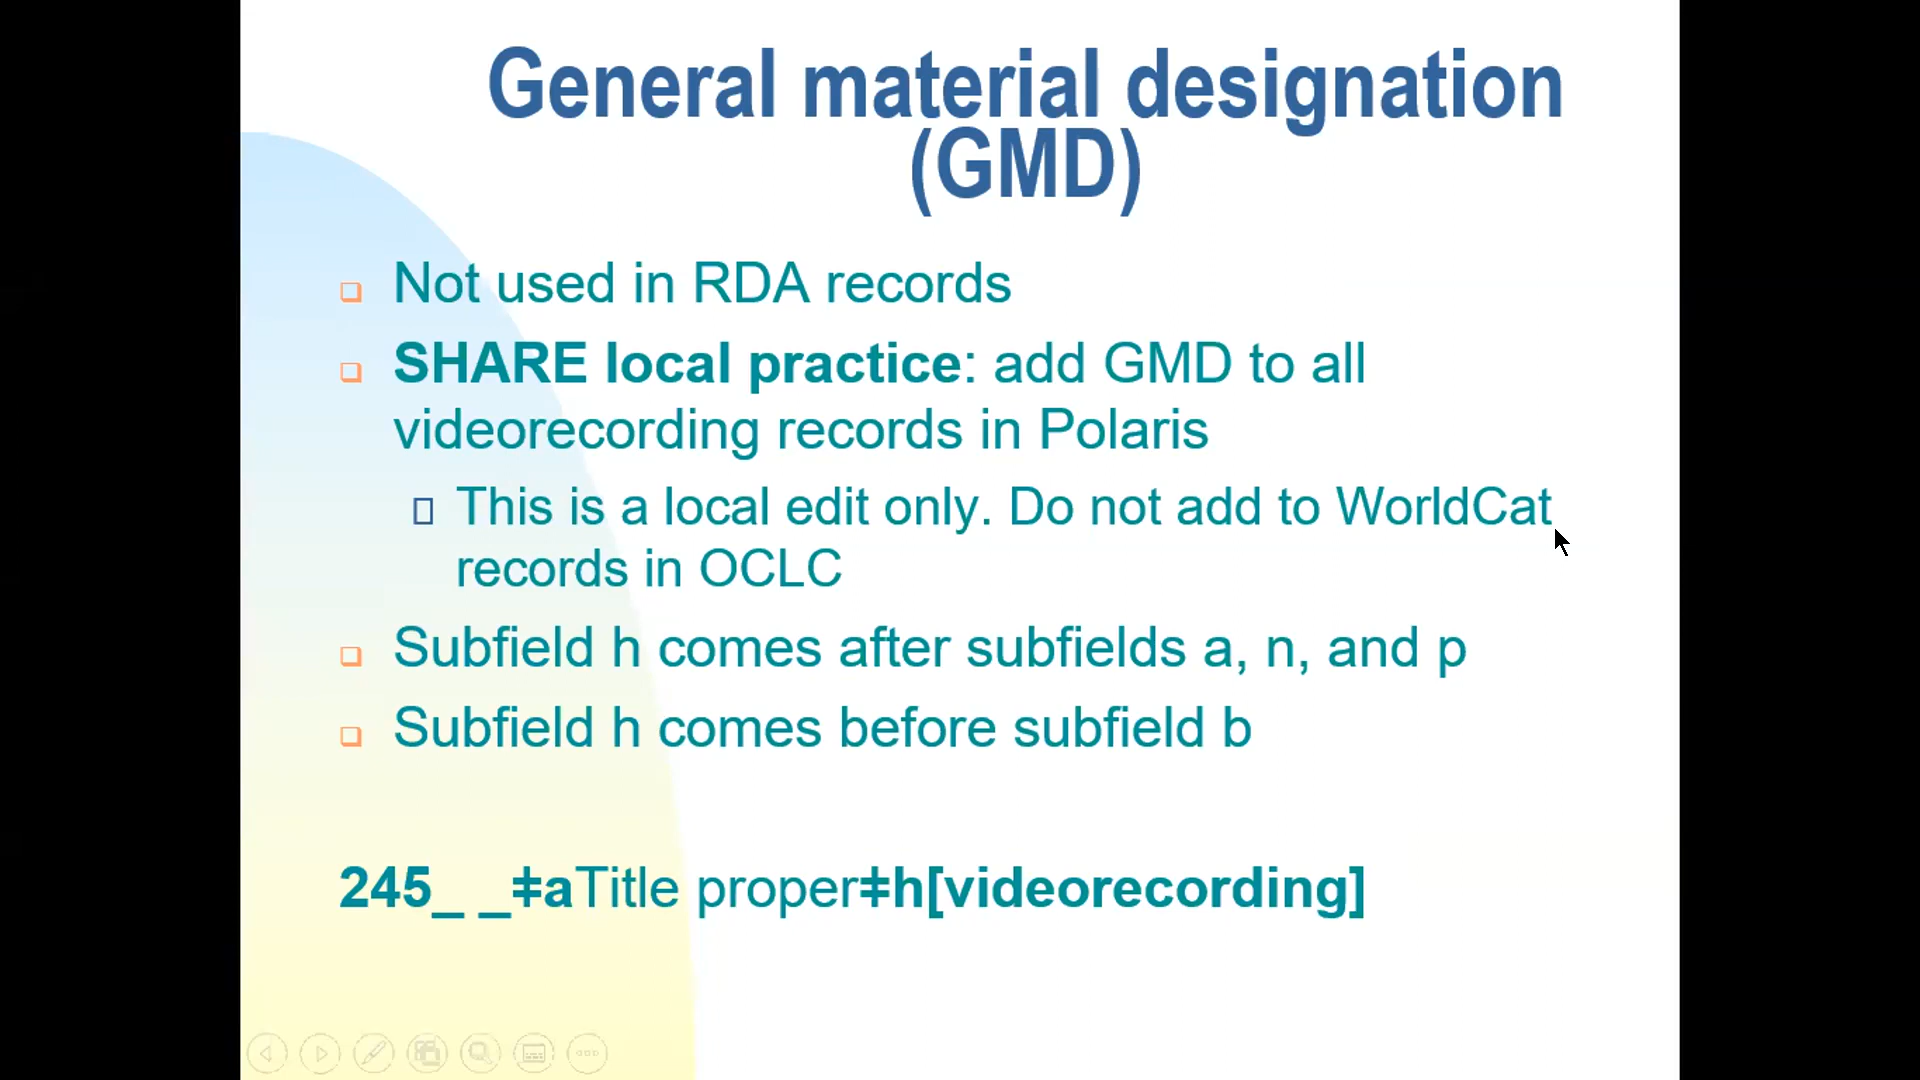 General material designation
(GMD)
Not used in RDA records
SHARE local practice: add GMD to all
videorecording records in Polaris
This is a local edit only. Do not add to WorldCat
records in OCLC
Subfield h comes after subfields a, n, and p
Subfield h comes before subfield b
245_ _ǂaTitle properǂh[videorecording]